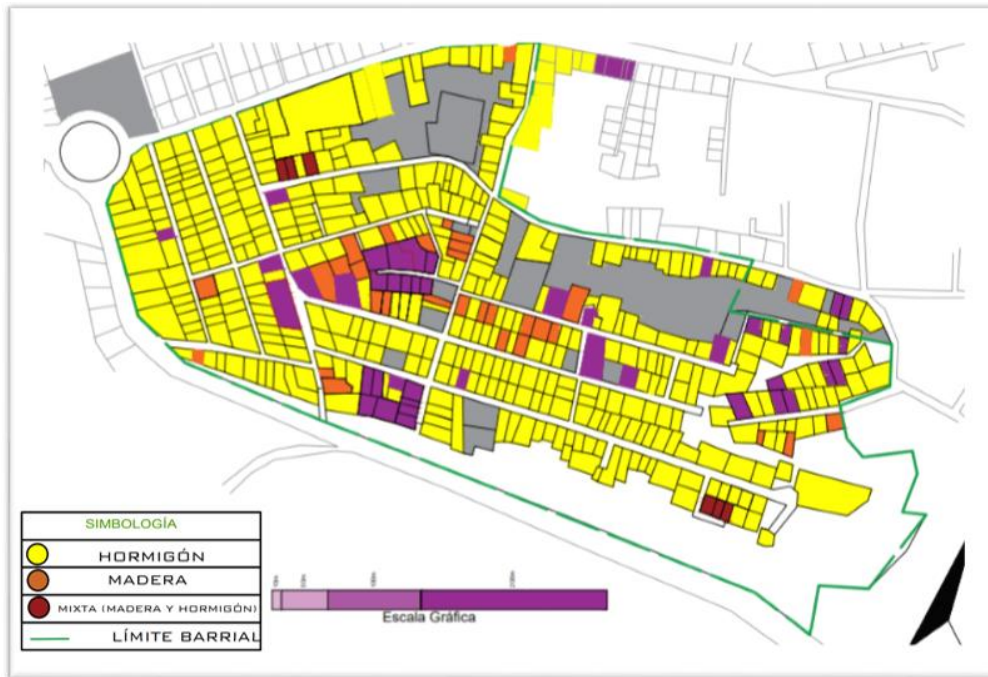 SIMBOLOGÍA
HORMIGÓN
MADERA
MIXTA (MADERA Y HORMIGÓN)
LÍMITE BARRIAL
Escala Gráfica